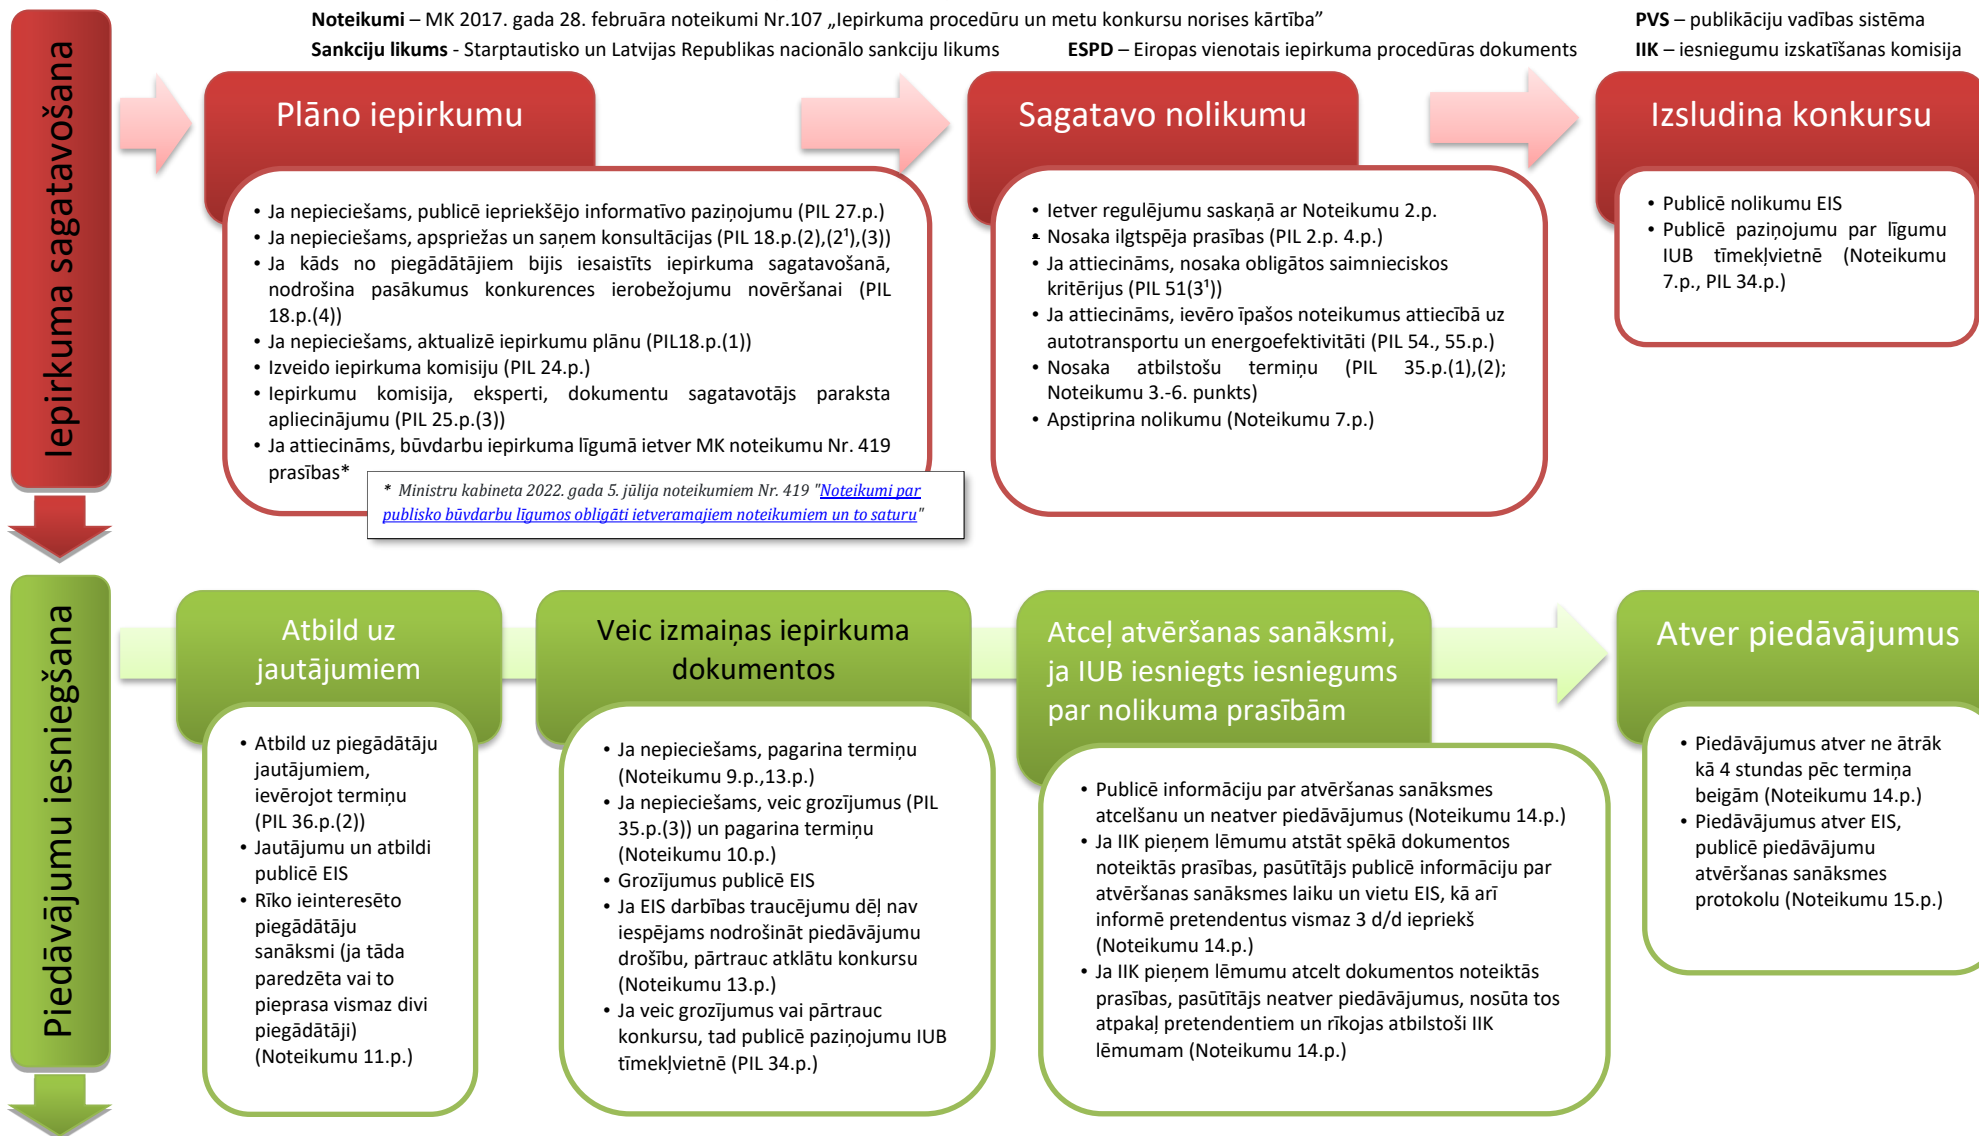 Noteikumi – MK 2017. gada 28. februāra noteikumi Nr.107 „Iepirkuma procedūru un metu konkursu norises kārtība”
PVS – publikāciju vadības sistēma
Sankciju likums - Starptautisko un Latvijas Republikas nacionālo sankciju likums
ESPD – Eiropas vienotais iepirkuma procedūras dokuments
IIK – iesniegumu izskatīšanas komisija
Iepirkuma sagatavošana
Plāno iepirkumu
• Ja nepieciešams, publicē iepriekšējo informatīvo paziņojumu (PIL 27.p.)
• Ja nepieciešams, apspriežas un saņem konsultācijas (PIL 18.p.(2),(2¹),(3))
• Ja kāds no piegādātājiem bijis iesaistīts iepirkuma sagatavošanā,
nodrošina pasākumus konkurences ierobežojumu novēršanai (PIL
18.p.(4))
• Ja nepieciešams, aktualizē iepirkumu plānu (PIL18.p.(1))
• Izveido iepirkuma komisiju (PIL 24.p.)
• Iepirkumu komisija, eksperti, dokumentu sagatavotājs paraksta
apliecinājumu (PIL 25.p.(3))
• Ja attiecināms, būvdarbu iepirkuma līgumā ietver MK noteikumu Nr. 419
prasības*
* Ministru kabineta 2022. gada 5. jūlija noteikumiem Nr. 419 "Noteikumi par
publisko būvdarbu līgumos obligāti ietveramajiem noteikumiem un to saturu"
Sagatavo nolikumu
• Ietver regulējumu saskaņā ar Noteikumu 2.p.
• Nosaka ilgtspēja prasības (PIL 2.p. 4.p.)
• Ja attiecināms, nosaka obligātos saimnieciskos
kritērijus (PIL 51(3¹))
• Ja attiecināms, ievēro īpašos noteikumus attiecībā uz
autotransportu un energoefektivitāti (PIL 54., 55.p.)
• Nosaka atbilstošu termiņu (PIL 35.p.(1),(2);
Noteikumu 3.-6. punkts)
• Apstiprina nolikumu (Noteikumu 7.p.)
Izsludina konkursu
• Publicē nolikumu EIS
• Publicē paziņojumu par līgumu
IUB tīmekļvietnē (Noteikumu
7.p., PIL 34.p.)
Piedāvājumu iesniegšana
Atbild uz
jautājumiem
• Atbild uz piegādātāju
jautājumiem,
ievērojot termiņu
(PIL 36.p.(2))
• Jautājumu un atbildi
publicē EIS
• Rīko ieinteresēto
piegādātāju
sanāksmi (ja tāda
paredzēta vai to
pieprasa vismaz divi
piegādātāji)
(Noteikumu 11.p.)
Veic izmaiņas iepirkuma
dokumentos
• Ja nepieciešams, pagarina termiņu
(Noteikumu 9.p.,13.p.)
• Ja nepieciešams, veic grozījumus (PIL
35.p.(3)) un pagarina termiņu
(Noteikumu 10.p.)
• Grozījumus publicē EIS
• Ja EIS darbības traucējumu dēļ nav
iespējams nodrošināt piedāvājumu
drošību, pārtrauc atklātu konkursu
(Noteikumu 13.p.)
• Ja veic grozījumus vai pārtrauc
konkursu, tad publicē paziņojumu IUB
tīmekļvietnē (PIL 34.p.)
Atceļ atvēršanas sanāksmi,
ja IUB iesniegts iesniegums
par nolikuma prasībām
• Publicē informāciju par atvēršanas sanāksmes
atcelšanu un neatver piedāvājumus (Noteikumu 14.p.)
• Ja IIK pieņem lēmumu atstāt spēkā dokumentos
noteiktās prasības, pasūtītājs publicē informāciju par
atvēršanas sanāksmes laiku un vietu EIS, kā arī
informē pretendentus vismaz 3 d/d iepriekš
(Noteikumu 14.p.)
• Ja IIK pieņem lēmumu atcelt dokumentos noteiktās
prasības, pasūtītājs neatver piedāvājumus, nosūta tos
atpakaļ pretendentiem un rīkojas atbilstoši IIK
lēmumam (Noteikumu 14.p.)
Atver piedāvājumus
• Piedāvājumus atver ne ātrāk
kā 4 stundas pēc termiņa
beigām (Noteikumu 14.p.)
• Piedāvājumus atver EIS,
publicē piedāvājumu
atvēršanas sanāksmes
protokolu (Noteikumu 15.p.)